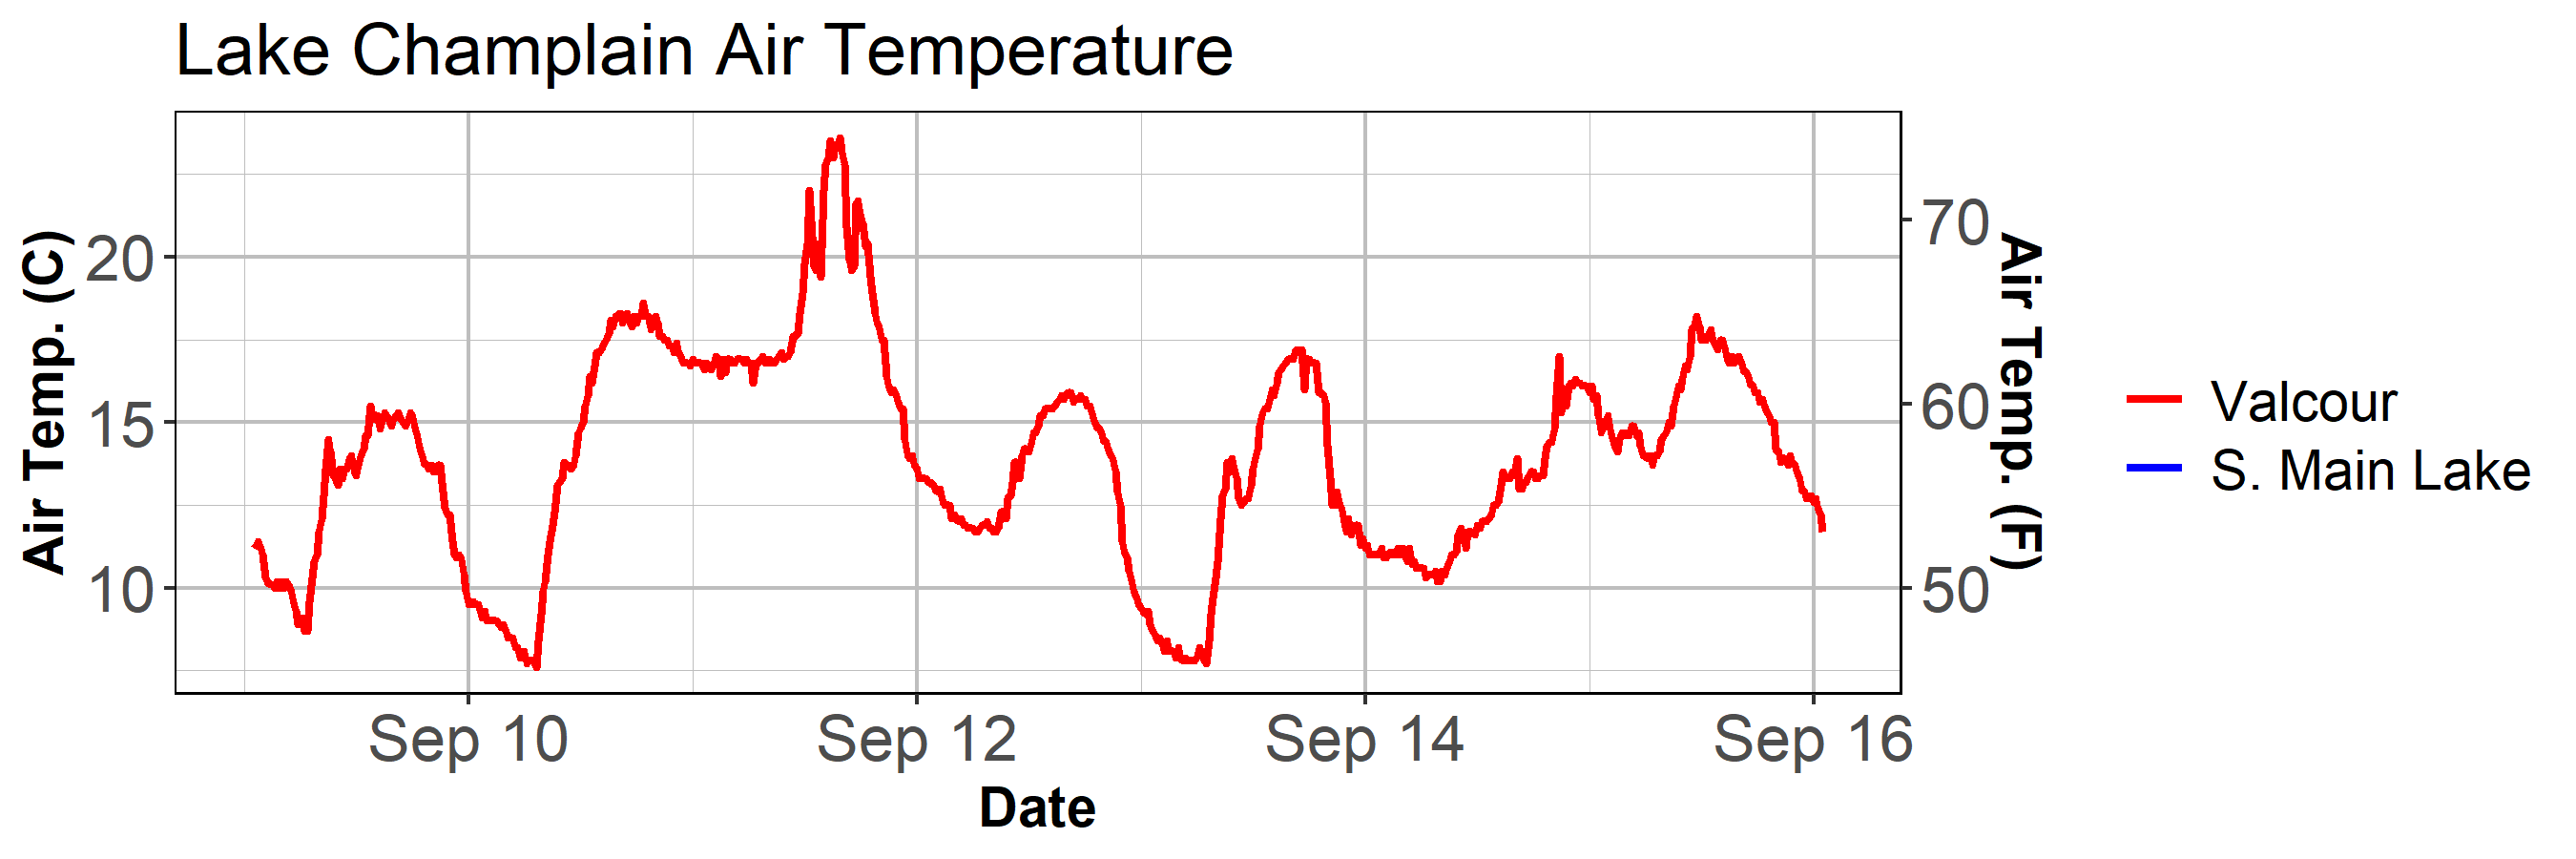 Lake Champlain Air Temperature
Air Temp. (C)
20
15
10
70
60
50
Air Temp. (F)
Sep 10
Sep 12
Sep 14
Sep 16
Date
Valcour
S. Main Lake